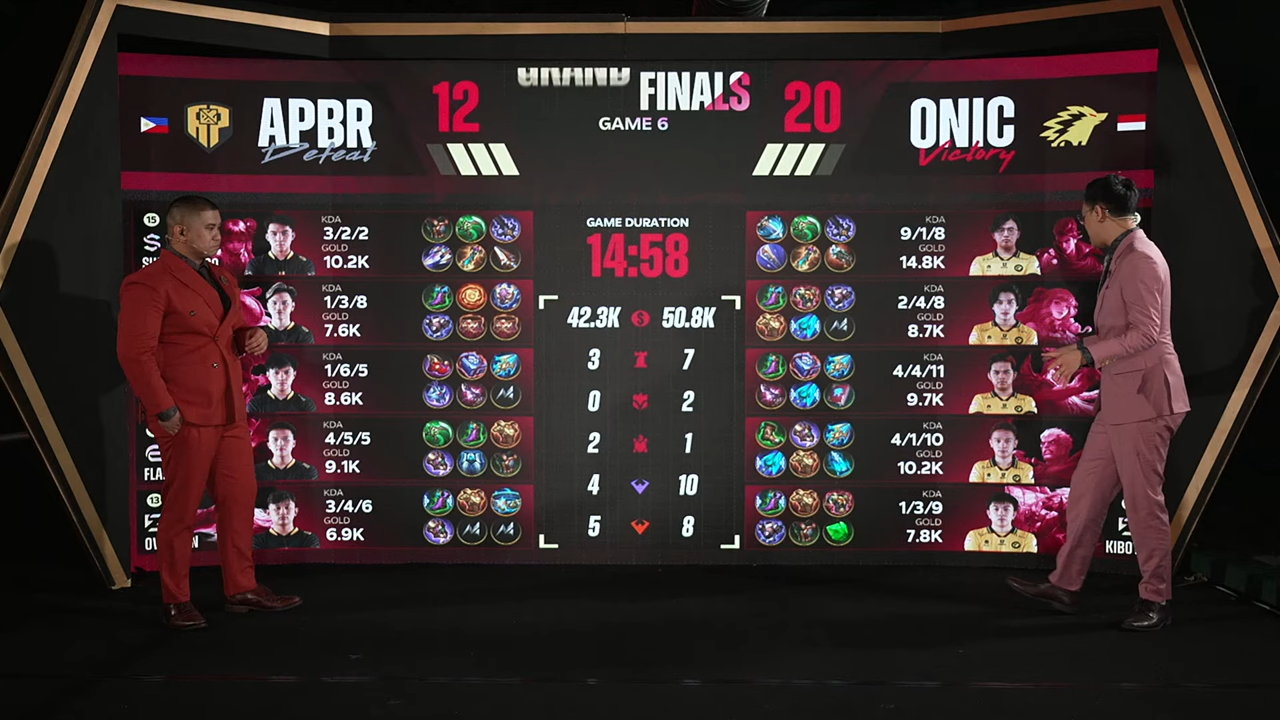 GRAND
FINALS
GAME 6
APBR
Defeat
12
20
ONIC
Victory
GAME DURATION
14:58
42.3K 50.8K
3 7
0 2
2 1
4 10
5 8
15
KDA
3/2/2
GOLD
10.2K
KDA
1/3/8
GOLD
7.6K
KDA
1/6/5
GOLD
8.6K
KDA
4/5/5
GOLD
9.1K
FLA
13
KDA
3/4/6
GOLD
6.9K
KDA
9/1/8
GOLD
14.8K
KDA
2/4/8
GOLD
8.7K
KDA
4/4/11
GOLD
9.7K
KDA
4/1/10
GOLD
10.2K
KDA
1/3/9
GOLD
7.8K
KIBO